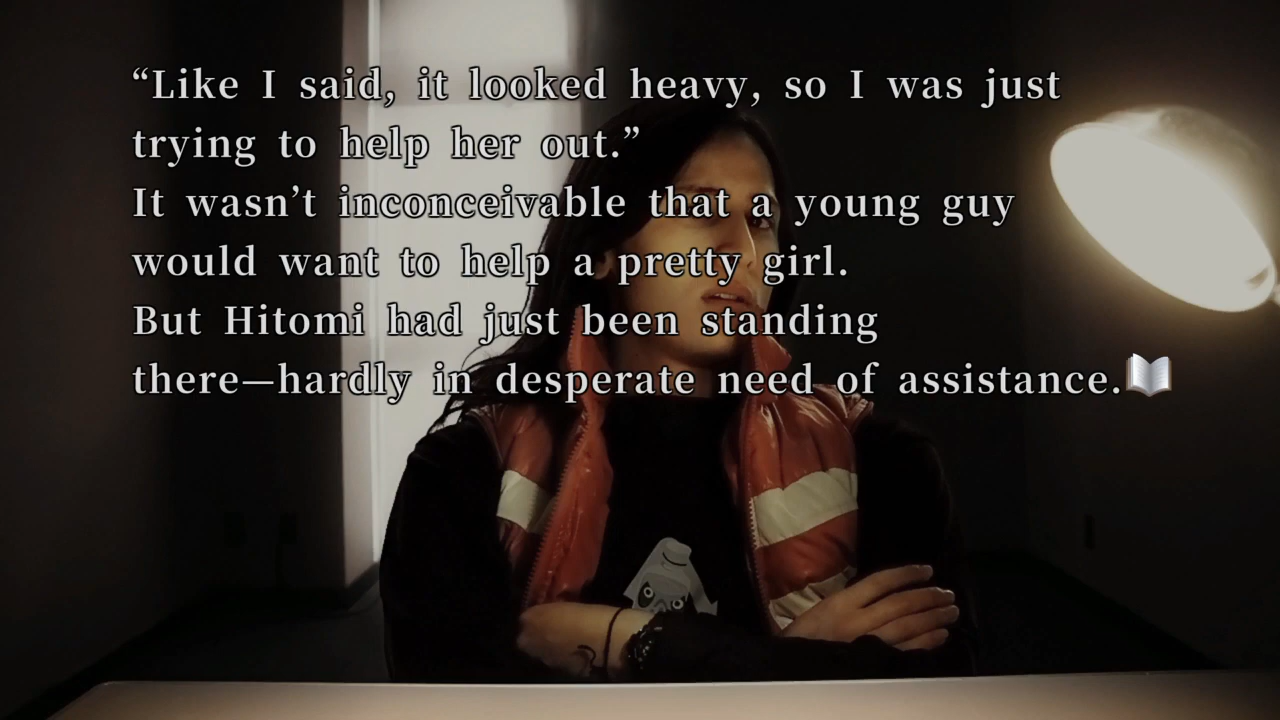 “Like I said, it looked heavy, so I was just
trying to help her out.”
It wasn’t inconceivable that a young guy
would want to help a pretty girl.
But Hitomi had just been standing
there—hardly in desperate need of assistance.